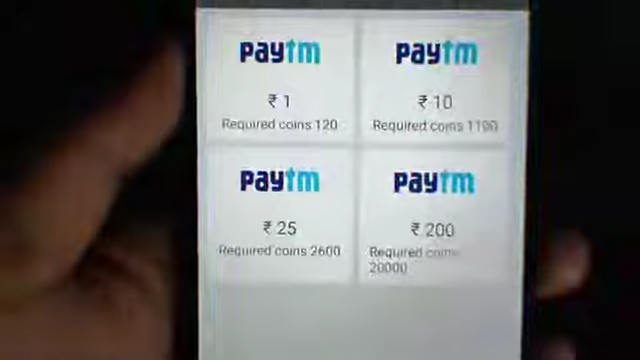 paytm
₹ 1
Required coins 120
paytm
₹ 10
Required coins 1100
paytm
₹ 25
Required coins 2600
paytm
₹ 200
Required coins
20000